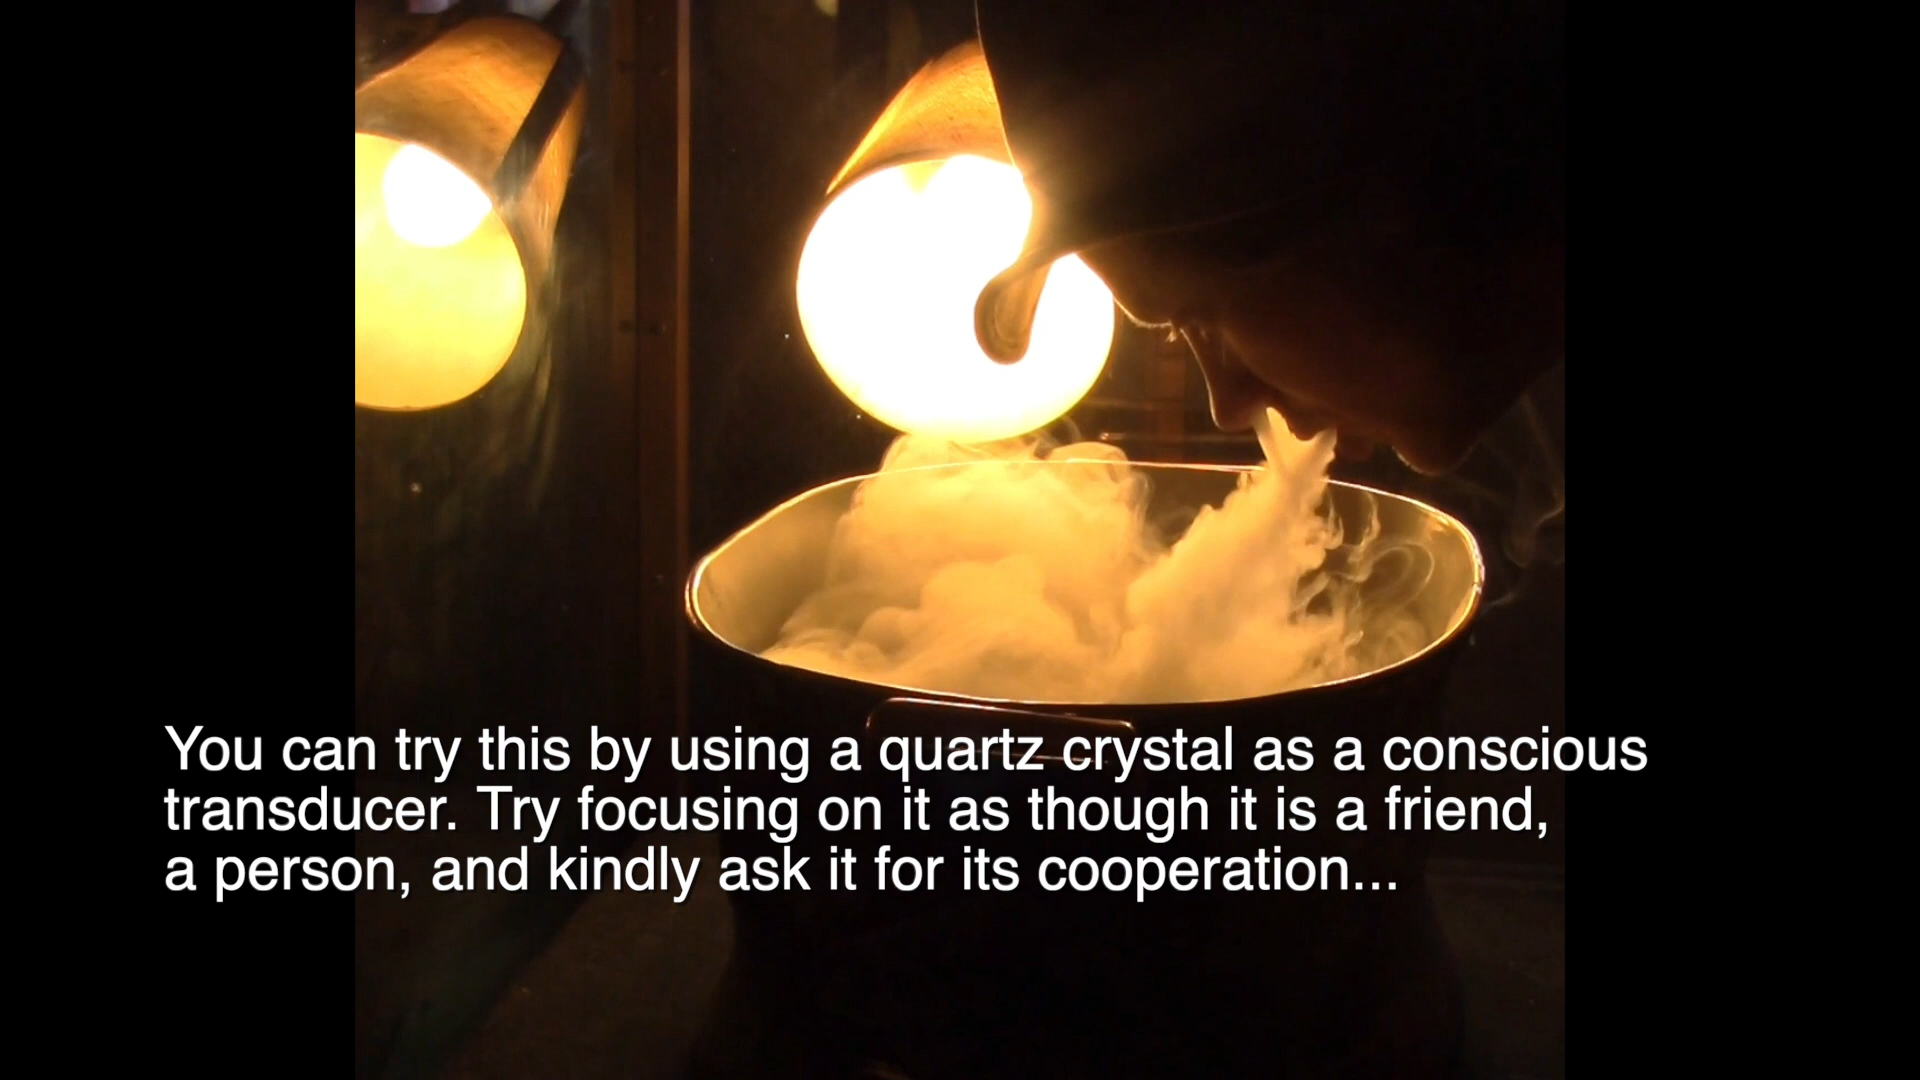 You can try this by using a quartz crystal as a conscious
transducer. Try focusing on it as though it is a friend,
a person, and kindly ask it for its cooperation...